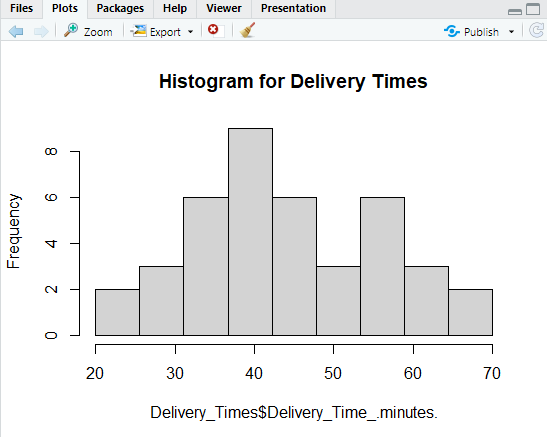 Files Plots Packages Help Viewer Presentation
Zoom Export Publish
Histogram for Delivery Times
Frequency
8
6
4
2
0
20 30 40 50 60 70
Delivery_Times$Delivery_Time_.minutes.